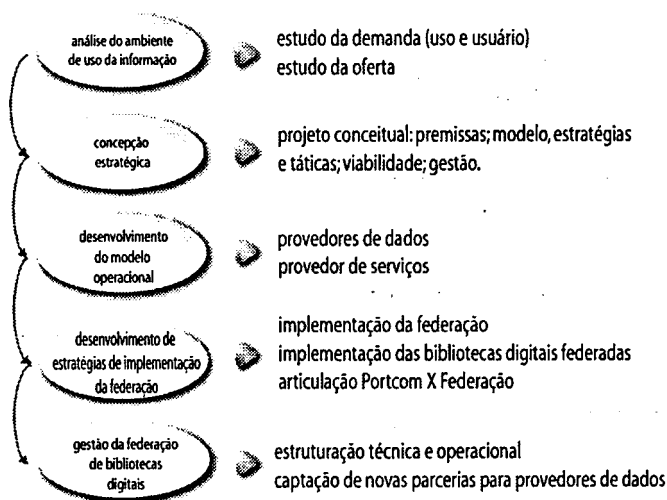 análise do ambiente
de uso da informação
estudo da demanda (uso e usuário)
estudo da oferta
concepção
estratégica
projeto conceitual: premissas; modelo, estratégias
e táticas; viabilidade; gestão.
desenvolvimento
do modelo
operacional
provedores de dados
provedor de serviços
desenvolvimento de
estratégias de implementação
da federação
implementação da federação
implementação das bibliotecas digitais federadas
articulação Portcom X Federação
gestão da federação
de bibliotecas
digitais
estruturação técnica e operacional
captação de novas parcerias para provedores de dados